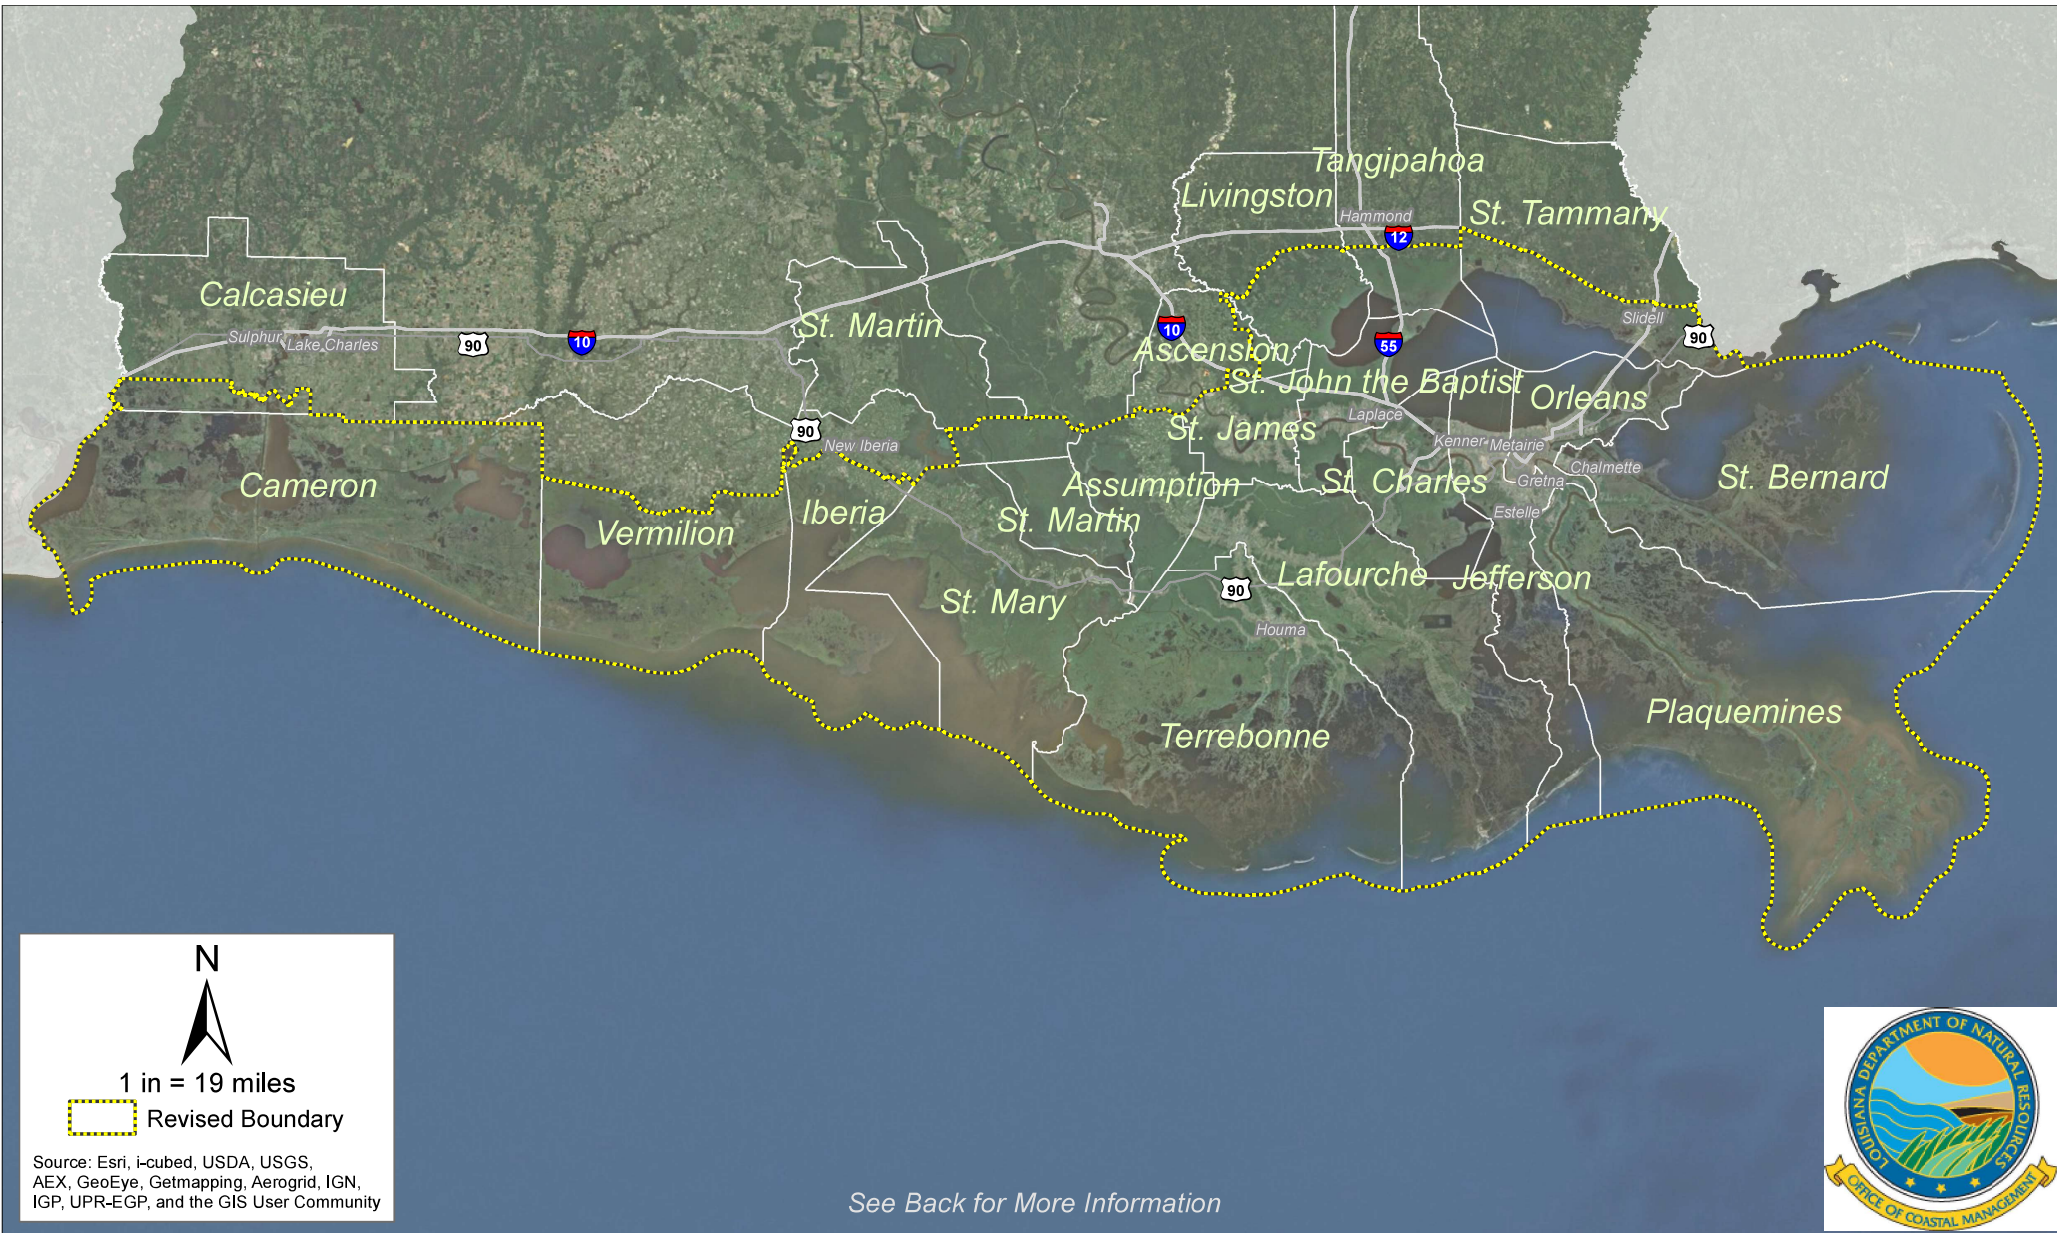 Tangipahoa
Livingston
St. Tammany
Hammond
12
Calcasieu
Sulphur
Lake Charles
90
10
St. Martin
10
Ascension
55
Slidell
90
St. John the Baptist
Orleans
Laplace
St. James
90
New Iberia
Kenner
Metairie
Chalmette
Gretna
St. Bernard
Cameron
Assumption
St. Charles
Iberia
St. Martin
Estelle
Vermilion
Lafourche
Jefferson
90
St. Mary
Houma
Terrebonne
Plaquemines
N
1 in = 19 miles
Revised Boundary
Source: Esri, i-cubed, USDA, USGS,
AEX, GeoEye, Getmapping, Aerogrid, IGN,
IGP, UPR-EGP, and the GIS User Community
See Back for More Information
LOUISIANA DEPARTMENT OF NATURAL RESOURCES
OFFICE OF COASTAL MANAGEMENT